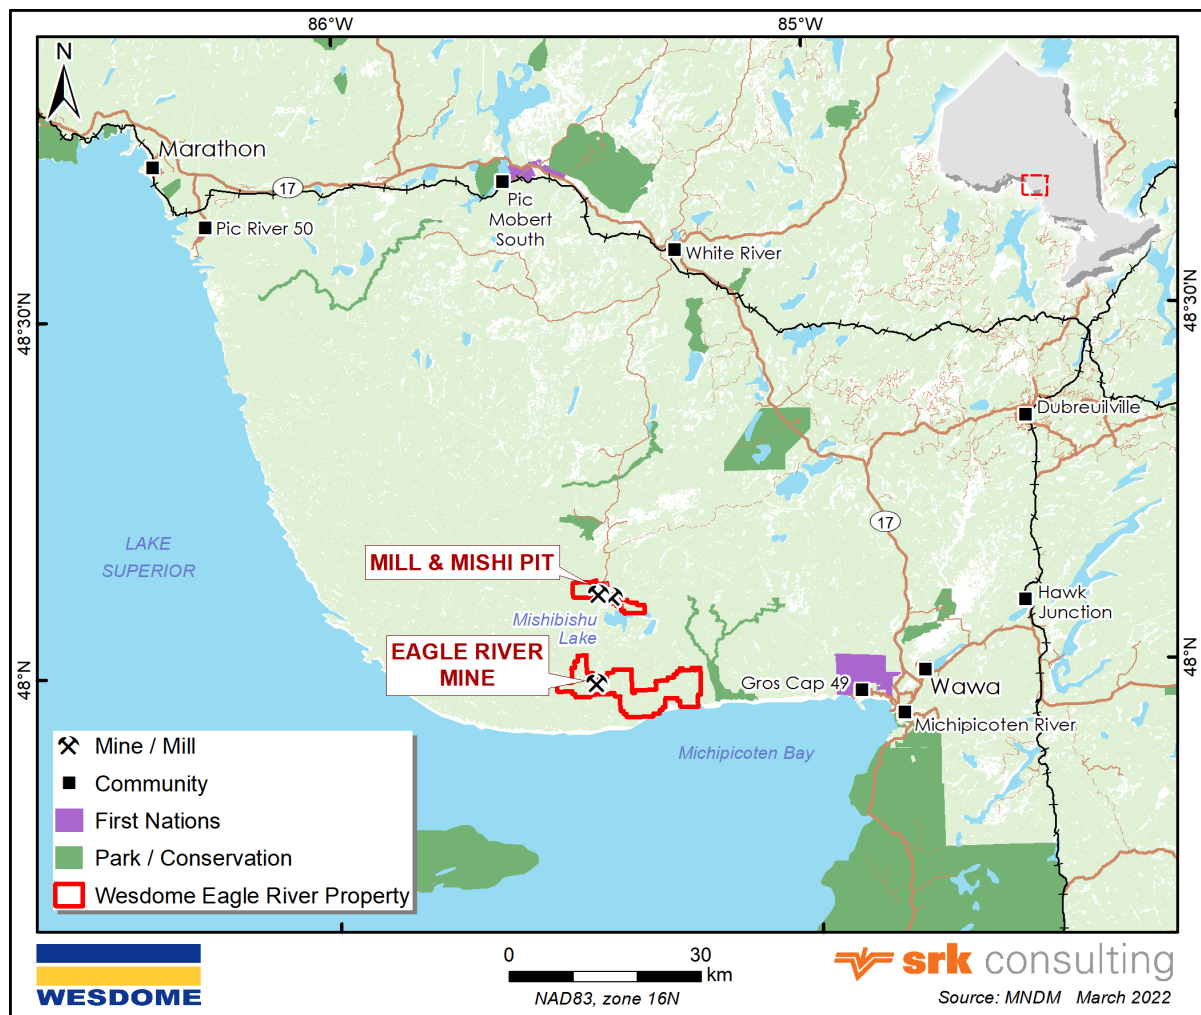 86°W
85°W
N
Marathon
17
Pic
Mobert
South
Pic River 50
White River
48°30'N
48°30'N
Dubreuilville
17
LAKE
SUPERIOR
MILL & MISHI PIT
Hawk
Junction
Mishibishu
Lake
EAGLE RIVER
MINE
48°N
48°N
Gros Cap 49
Wawa
Michipicoten River
Michipicoten Bay
Mine / Mill
Community
First Nations
Park / Conservation
Wesdome Eagle River Property
WESDOME
0 30
km
NAD83, zone 16N
srk consulting
Source: MNDM March 2022